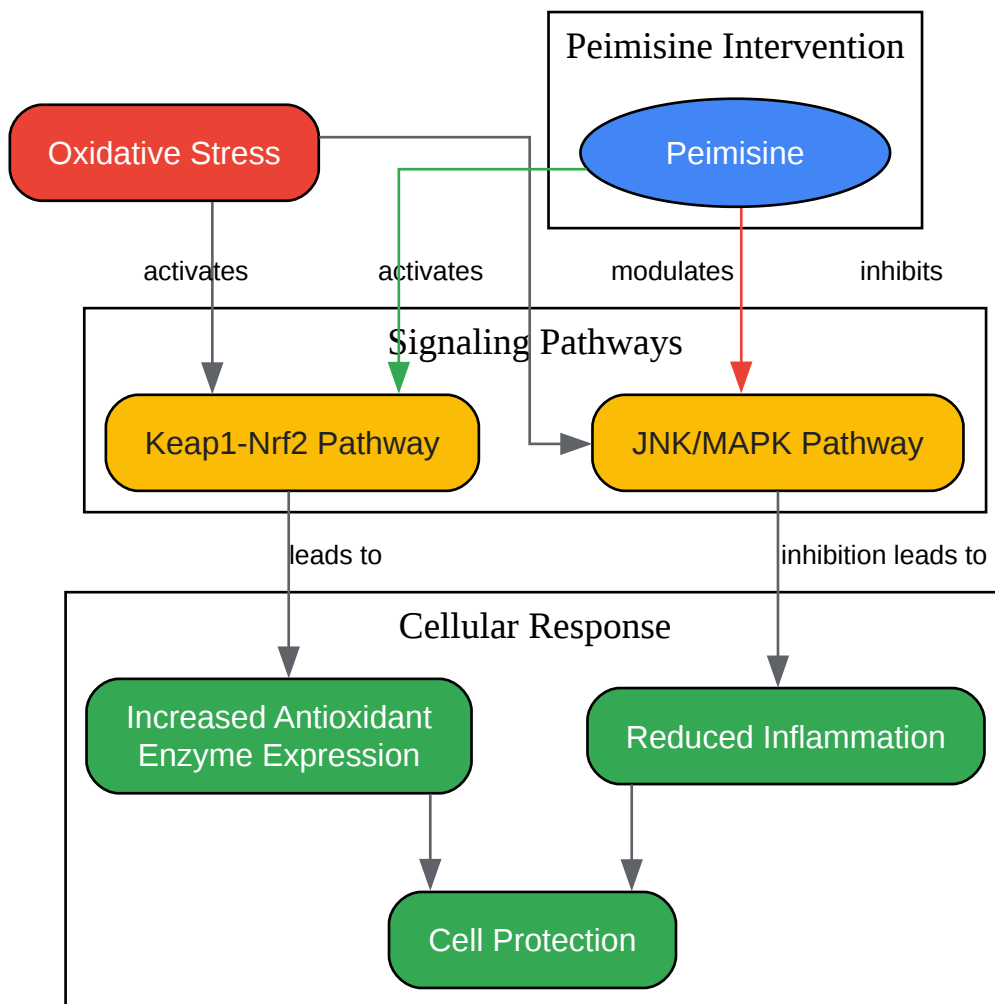 Peimisine Intervention
Oxidative Stress
Peimisine
activates
activates
modulates
inhibits
Signaling Pathways
Keap1-Nrf2 Pathway
JNK/MAPK Pathway
leads to
inhibition leads to
Cellular Response
Increased Antioxidant
Enzyme Expression
Reduced Inflammation
Cell Protection